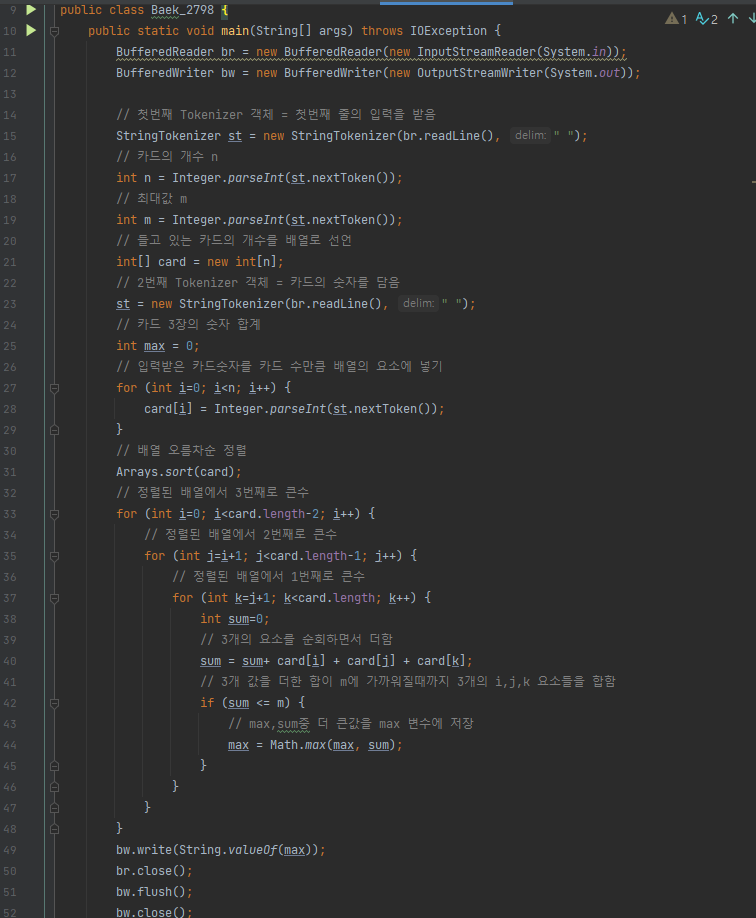 9 public class Baek_2798 {
⚠1 2 ↑ ↓
10 public static void main(String[] args) throws IOException {
11 BufferedReader br = new BufferedReader(new InputStreamReader(System.in));
12 BufferedWriter bw = new BufferedWriter(new OutputStreamWriter(System.out));
13
14 // 첫번째 Tokenizer 객체 = 첫번째 줄의 입력을 받음
15 StringTokenizer st = new StringTokenizer(br.readLine(), delim: " ");
16 // 카드의 개수 n
17 int n = Integer.parseInt(st.nextToken());
18 // 최대값 m
19 int m = Integer.parseInt(st.nextToken());
20 // 들고 있는 카드의 개수를 배열로 선언
21 int[] card = new int[n];
22 // 2번째 Tokenizer 객체 = 카드의 숫자를 담음
23 st = new StringTokenizer(br.readLine(), delim: " ");
24 // 카드 3장의 숫자 합계
25 int max = 0;
26 // 입력받은 카드숫자를 카드 수만큼 배열의 요소에 넣기
27 for (int i=0; i<n; i++) {
28 card[i] = Integer.parseInt(st.nextToken());
29 }
30 // 배열 오름차순 정렬
31 Arrays.sort(card);
32 // 정렬된 배열에서 3번째로 큰수
33 for (int i=0; i<card.length-2; i++) {
34 // 정렬된 배열에서 2번째로 큰수
35 for (int j=i+1; j<card.length-1; j++) {
36 // 정렬된 배열에서 1번째로 큰수
37 for (int k=j+1; k<card.length; k++) {
38 int sum=0;
39 // 3개의 요소를 순회하면서 더함
40 sum = sum+ card[i] + card[j] + card[k];
41 // 3개 값을 더한 합이 m에 가까워질때까지 3개의 i,j,k 요소들을 합함
42 if (sum <= m) {
43 // max,sum중 더 큰값을 max 변수에 저장
44 max = Math.max(max, sum);
45 }
46 }
47 }
48 }
49 bw.write(String.valueOf(max));
50 br.close();
51 bw.flush();
52 bw.close();